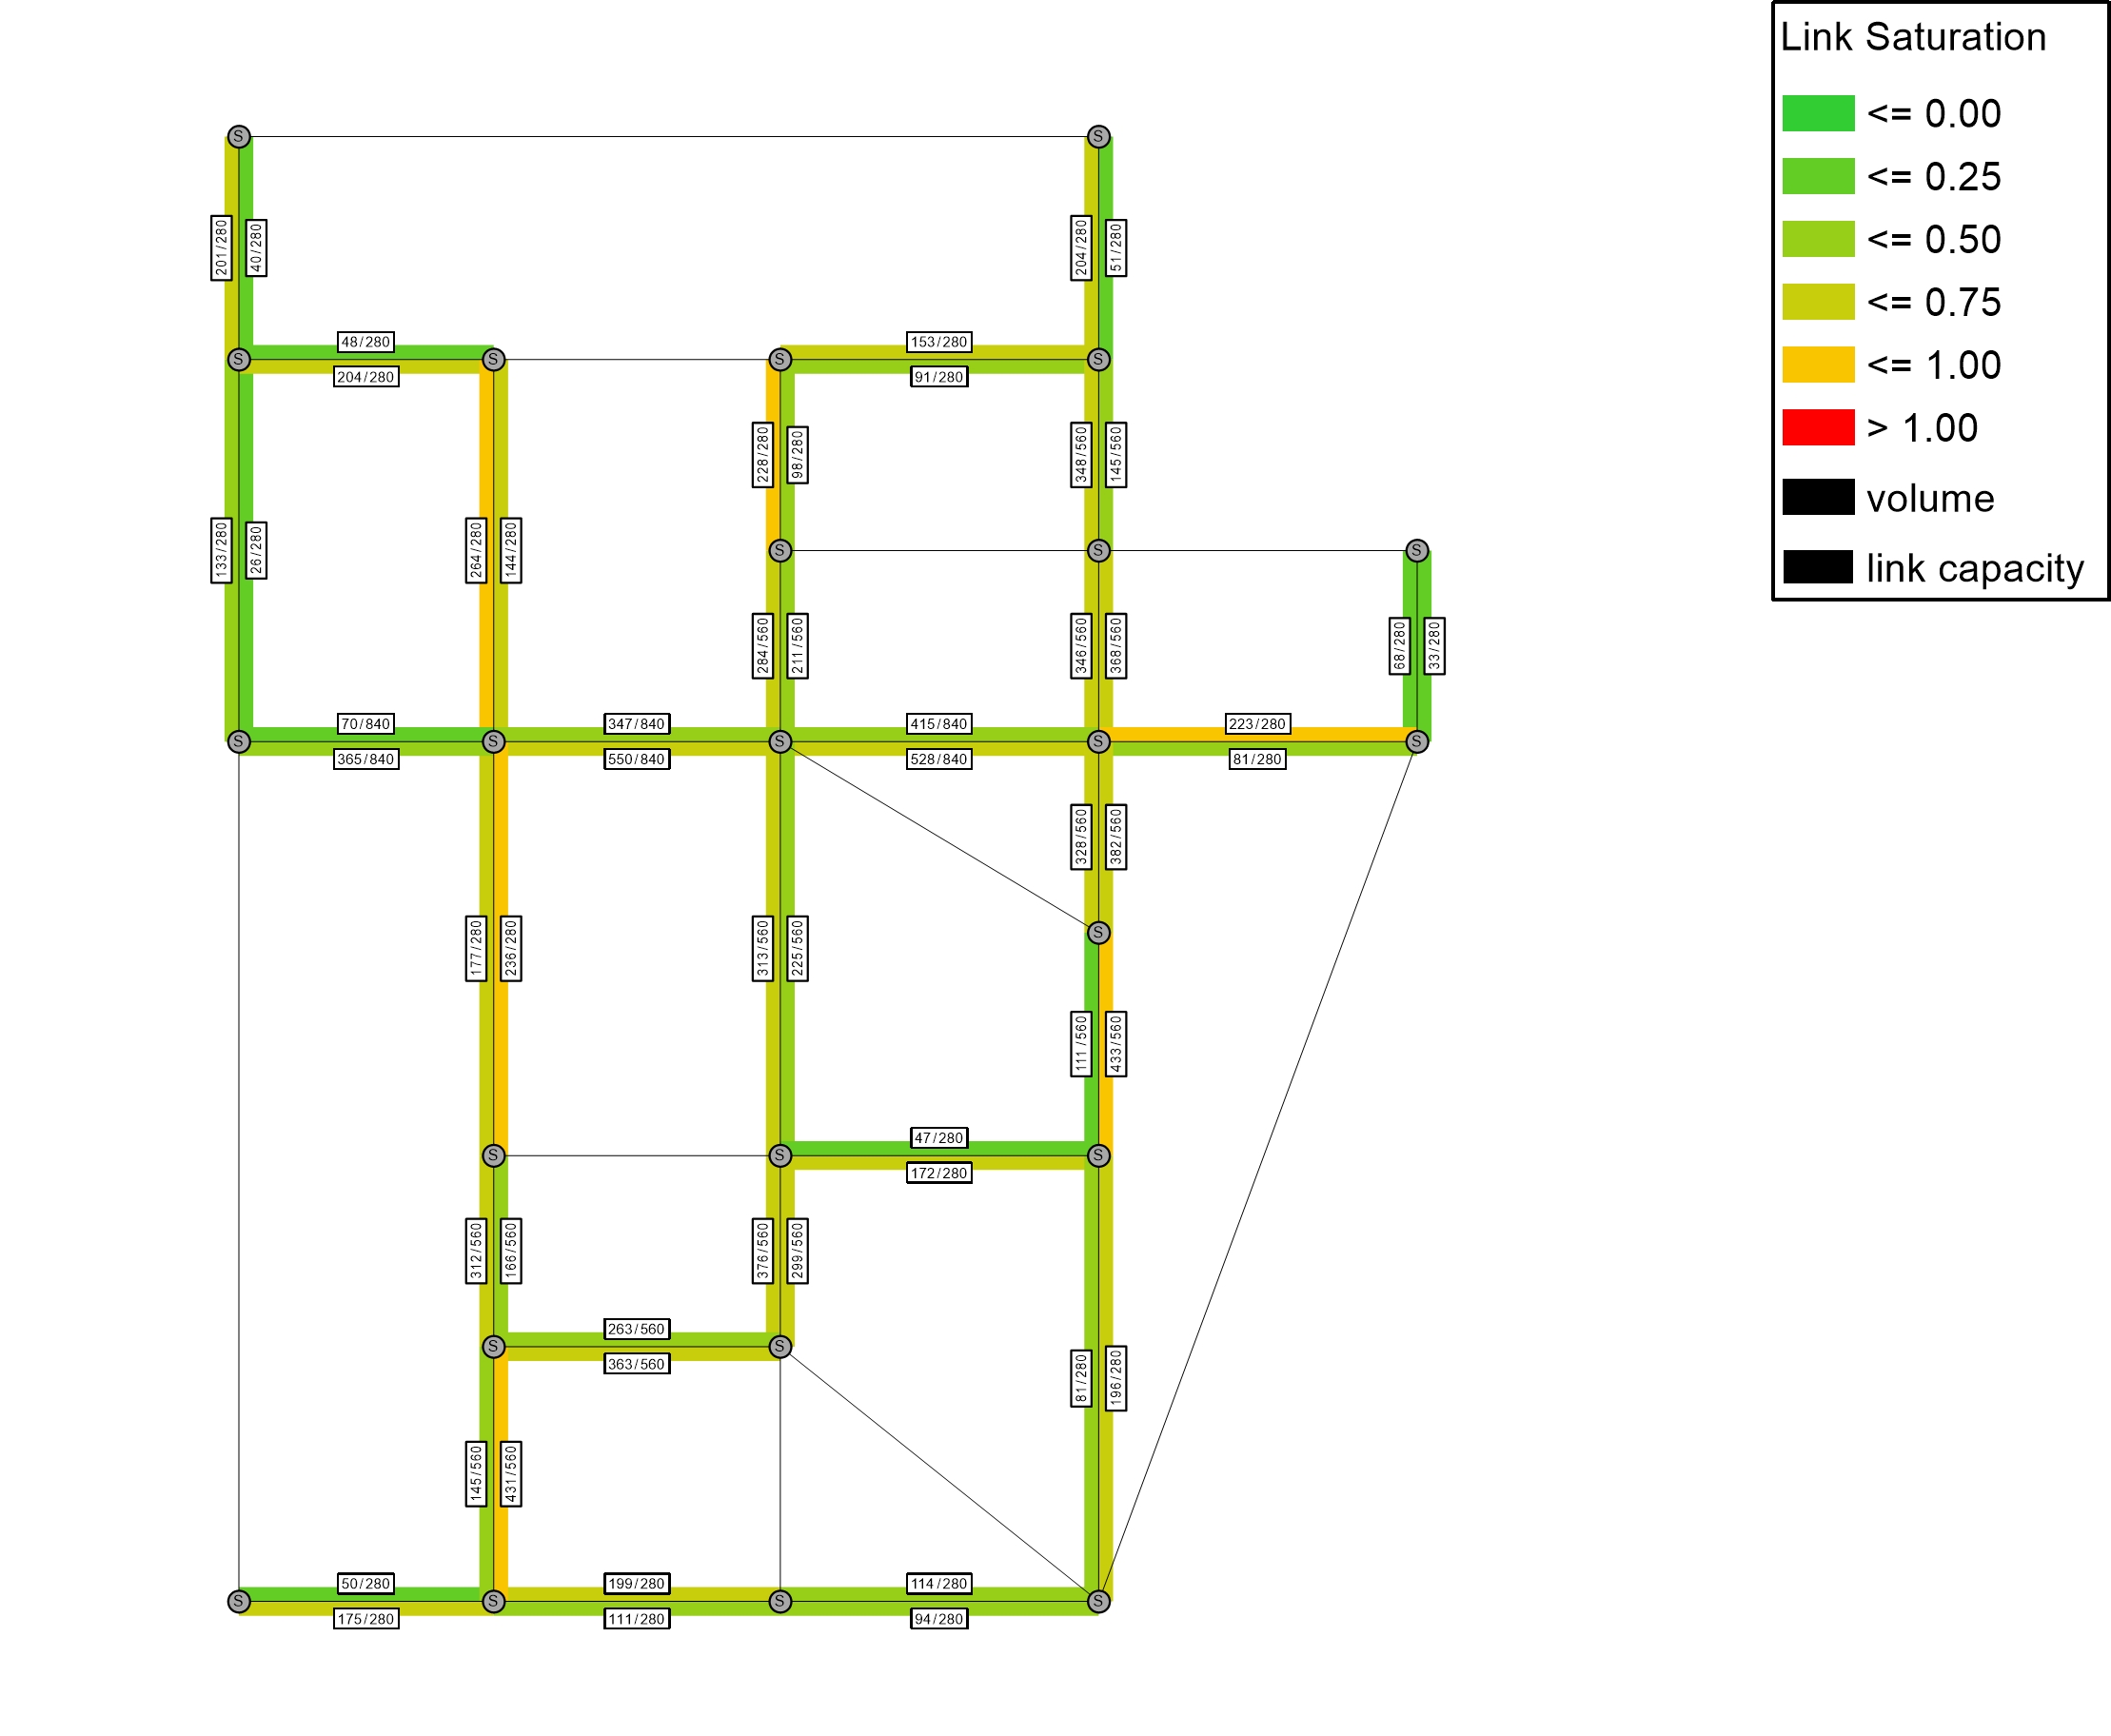 Link Saturation
<= 0.00
<= 0.25
<= 0.50
<= 0.75
<= 1.00
> 1.00
volume
link capacity
S
S
201/280
40/280
204/280
51/280
48/280
153/280
S
S
S
S
204/280
91/280
228/280
98/280
348/560
145/560
133/280
26/280
264/280
144/280
S
S
S
284/560
211/560
346/560
368/560
68/280
33/280
70/840
347/840
415/840
223/280
S
S
S
S
S
365/840
550/840
528/840
81/280
328/560
382/560
S
177/280
236/280
313/560
225/560
111/560
433/560
47/280
S
S
S
172/280
312/560
166/560
376/560
299/560
263/560
S
S
363/560
81/280
196/280
145/560
431/560
50/280
199/280
114/280
S
S
S
S
175/280
111/280
94/280